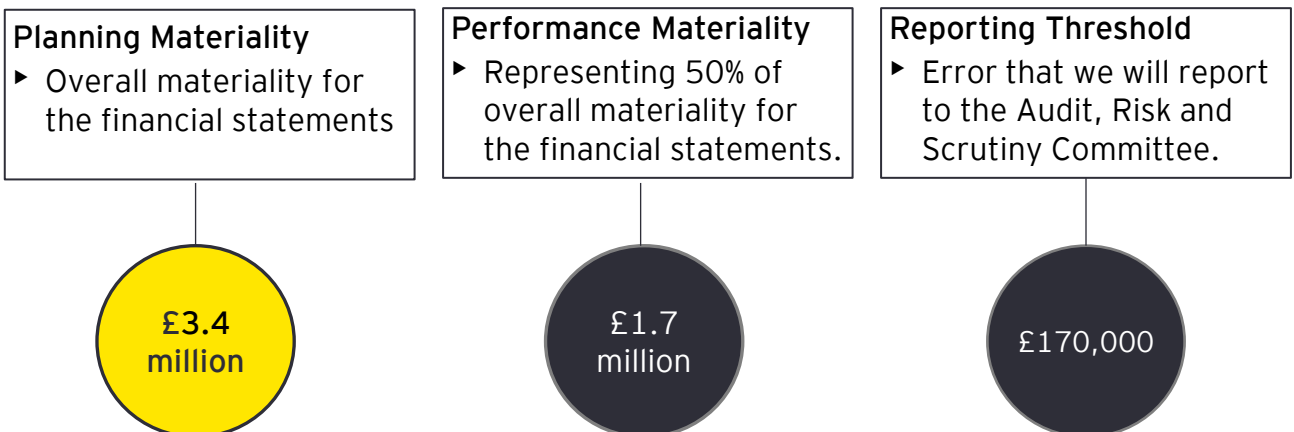 Planning Materiality
▶ Overall materiality for
the financial statements
£3.4
million
Performance Materiality
▶ Representing 50% of
overall materiality for
the financial statements.
£1.7
million
Reporting Threshold
▶ Error that we will report
to the Audit, Risk and
Scrutiny Committee.
£170,000